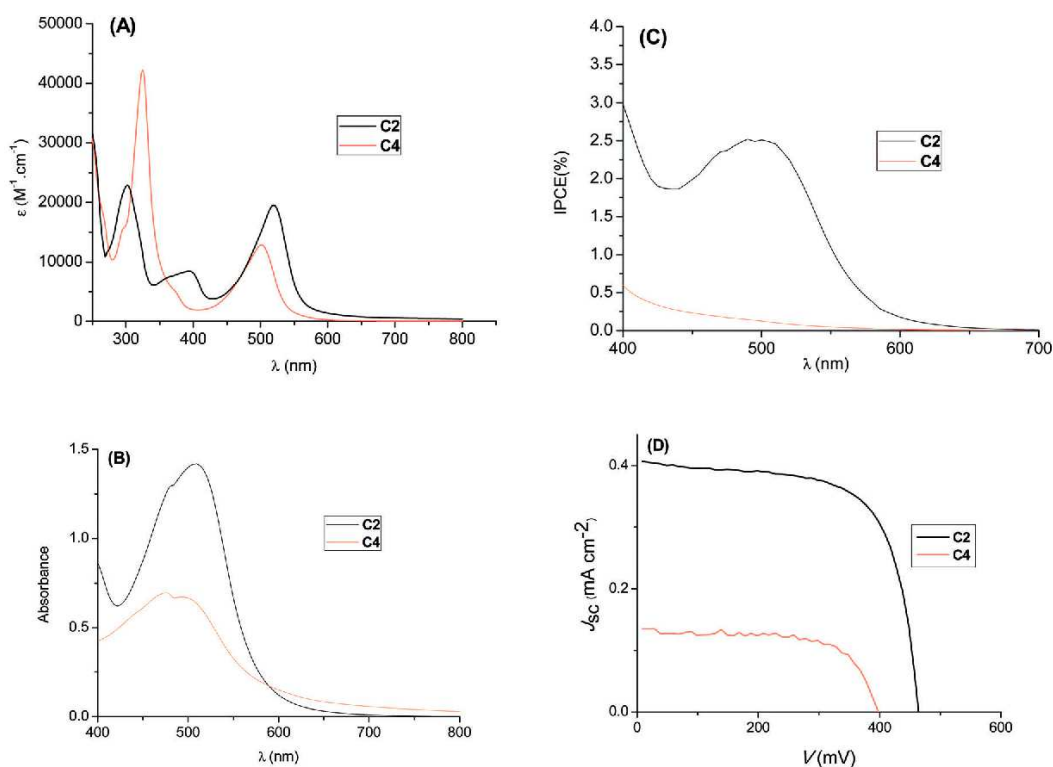 (A)
50000
40000
30000
20000
10000
0
ε (M⁻¹.cm⁻¹)
C2
C4
300 400 500 600 700 800
λ (nm)
(C)
4.0
3.5
3.0
2.5
2.0
1.5
1.0
0.5
0.0
IPCE(%)
C2
C4
400 500 600 700
λ (nm)
(B)
1.5
1.0
0.5
0.0
Absorbance
C2
C4
400 500 600 700 800
λ (nm)
(D)
0.4
0.2
0.0
JSC (mA cm-2)
C2
C4
0 200 400 600
V (mV)